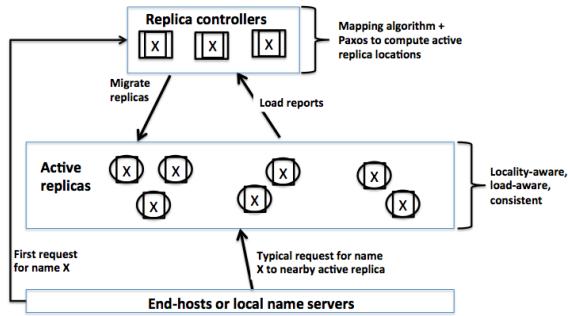 Replica controllers
X X X
Mapping algorithm +
Paxos to compute active
replica locations
Migrate
replicas
Load reports
Active
replicas
X X X X
X X X
Locality-aware,
load-aware,
consistent
First request
for name X
Typical request for name
X to nearby active replica
End-hosts or local name servers